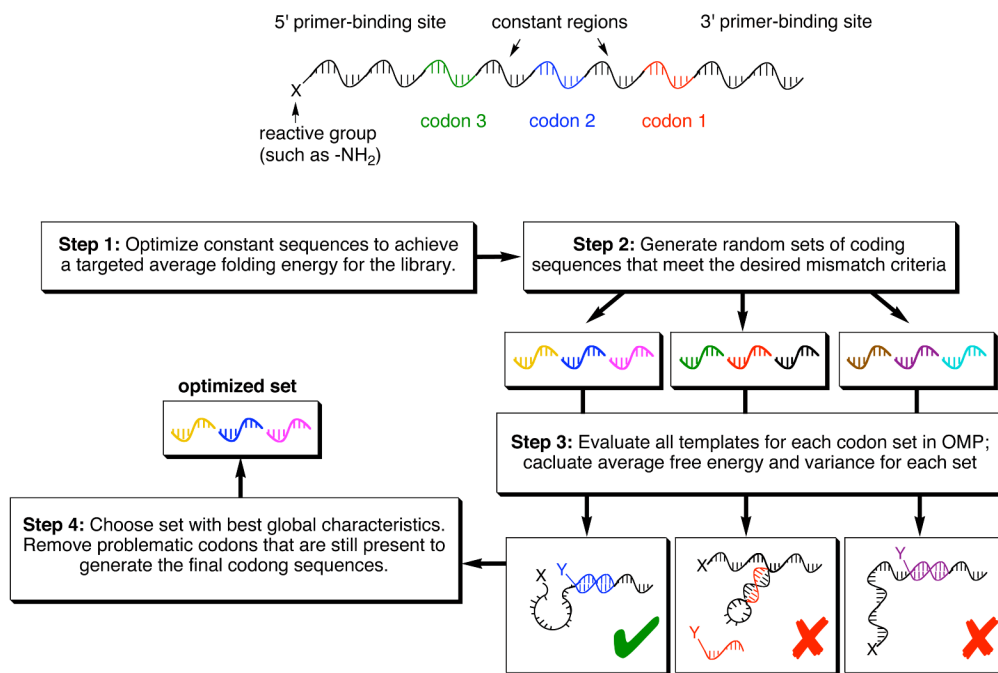 5' primer-binding site
constant regions
3' primer-binding site
X
codon 3
codon 2
codon 1
reactive group
(such as -NH2)
Step 1: Optimize constant sequences to achieve
a targeted average folding energy for the library.
Step 2: Generate random sets of coding
sequences that meet the desired mismatch criteria
optimized set
Step 3: Evaluate all templates for each codon set in OMP;
cacluate average free energy and variance for each set
Step 4: Choose set with best global characteristics.
Remove problematic codons that are still present to
generate the final codong sequences.
X
Y
X
Y
Y
X